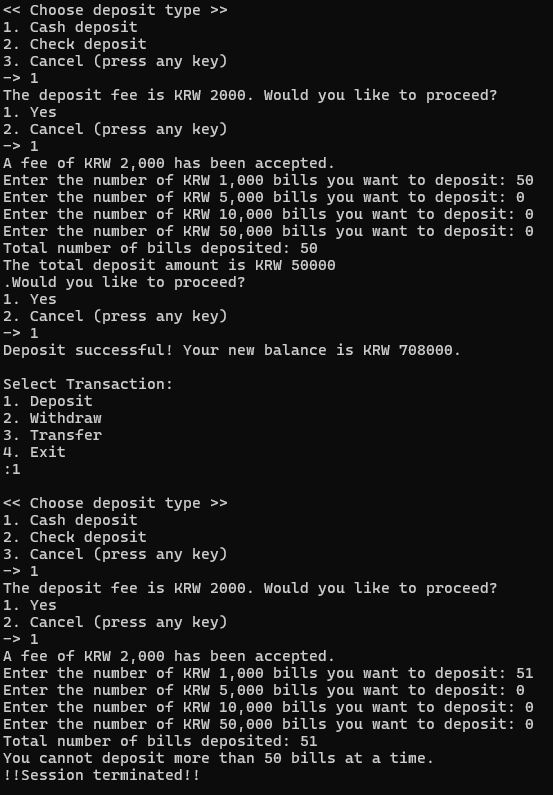 << Choose deposit type >>
1. Cash deposit
2. Check deposit
3. Cancel (press any key)
-> 1
The deposit fee is KRW 2000. Would you like to proceed?
1. Yes
2. Cancel (press any key)
-> 1
A fee of KRW 2,000 has been accepted.
Enter the number of KRW 1,000 bills you want to deposit: 50
Enter the number of KRW 5,000 bills you want to deposit: 0
Enter the number of KRW 10,000 bills you want to deposit: 0
Enter the number of KRW 50,000 bills you want to deposit: 0
Total number of bills deposited: 50
The total deposit amount is KRW 50000
.Would you like to proceed?
1. Yes
2. Cancel (press any key)
-> 1
Deposit successful! Your new balance is KRW 708000.
Select Transaction:
1. Deposit
2. Withdraw
3. Transfer
4. Exit
:1
<< Choose deposit type >>
1. Cash deposit
2. Check deposit
3. Cancel (press any key)
-> 1
The deposit fee is KRW 2000. Would you like to proceed?
1. Yes
2. Cancel (press any key)
-> 1
A fee of KRW 2,000 has been accepted.
Enter the number of KRW 1,000 bills you want to deposit: 51
Enter the number of KRW 5,000 bills you want to deposit: 0
Enter the number of KRW 10,000 bills you want to deposit: 0
Enter the number of KRW 50,000 bills you want to deposit: 0
Total number of bills deposited: 51
You cannot deposit more than 50 bills at a time.
!!Session terminated!!